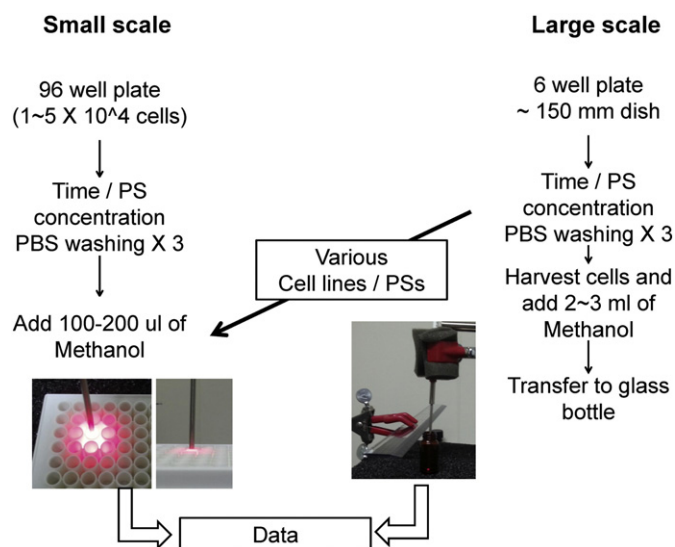 Small scale
96 well plate
(1~5 X 10^4 cells)
Time / PS
concentration
PBS washing X 3
Add 100-200 ul of
Methanol
Various
Cell lines / PSs
Large scale
6 well plate
~ 150 mm dish
Time / PS
concentration
PBS washing X 3
Harvest cells and
add 2~3 ml of
Methanol
Transfer to glass
bottle
Data